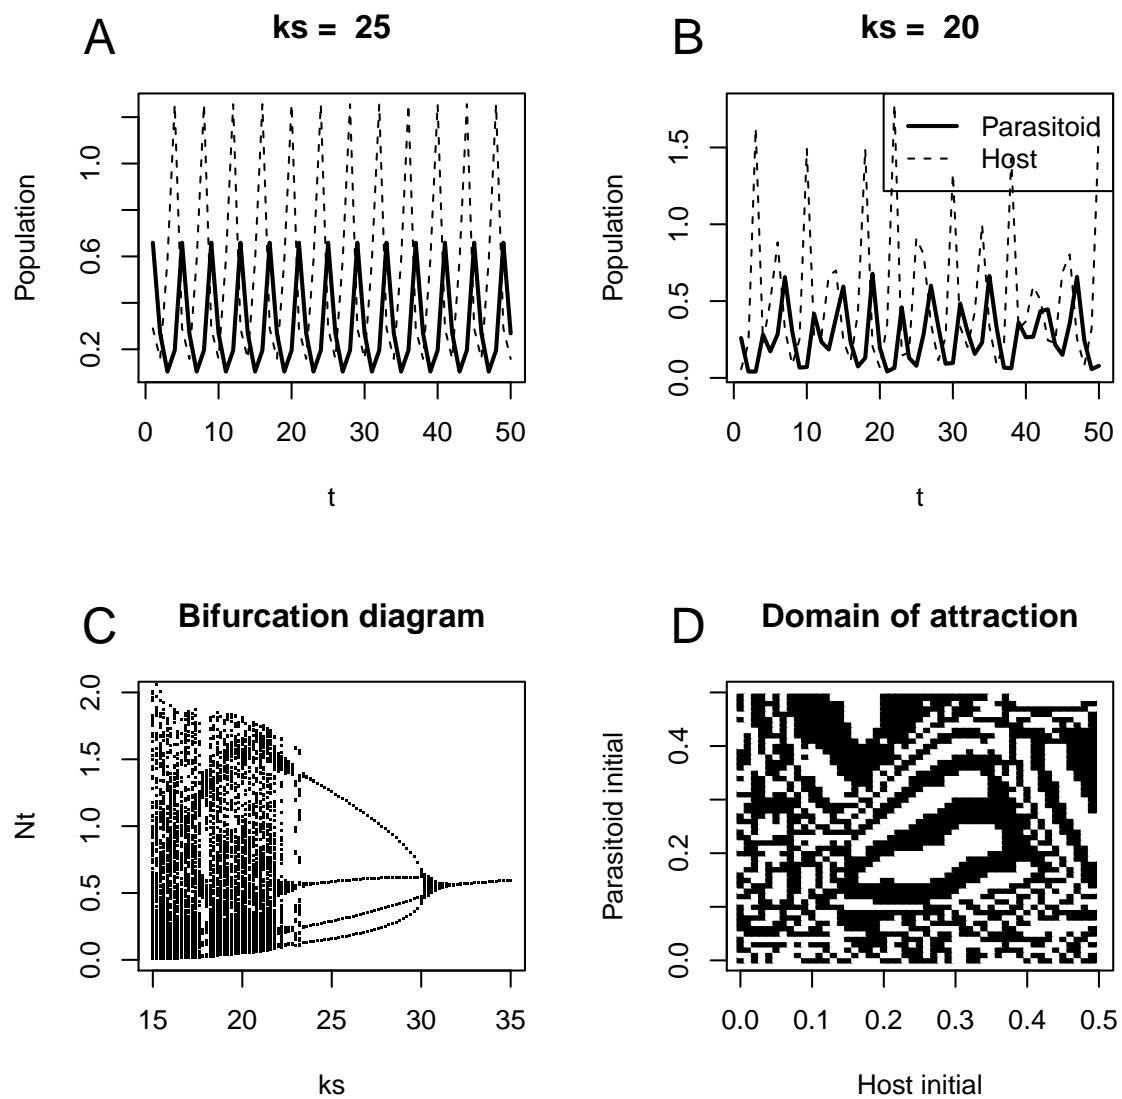 A
ks = 25
Population
0.2
0.6
1.0
0
10
20
30
40
50
t
B
ks = 20
Population
0.0
0.5
1.0
1.5
Parasitoid
Host
0
10
20
30
40
50
t
C
Bifurcation diagram
Nt
0.0
0.5
1.0
1.5
2.0
15
20
25
30
35
ks
D
Domain of attraction
Parasitoid initial
0.0
0.2
0.4
0.0
0.1
0.2
0.3
0.4
0.5
Host initial